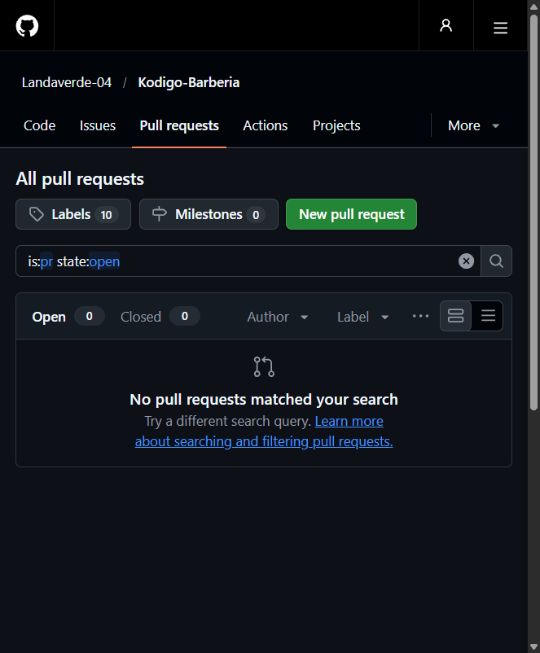 Landaverde-04 / Kodigo-Barberia
Code Issues Pull requests Actions Projects More
All pull requests
Labels 10 Milestones 0 New pull request
is:pr state:open
Open 0 Closed 0 Author Label
No pull requests matched your search
Try a different search query. Learn more
about searching and filtering pull requests.